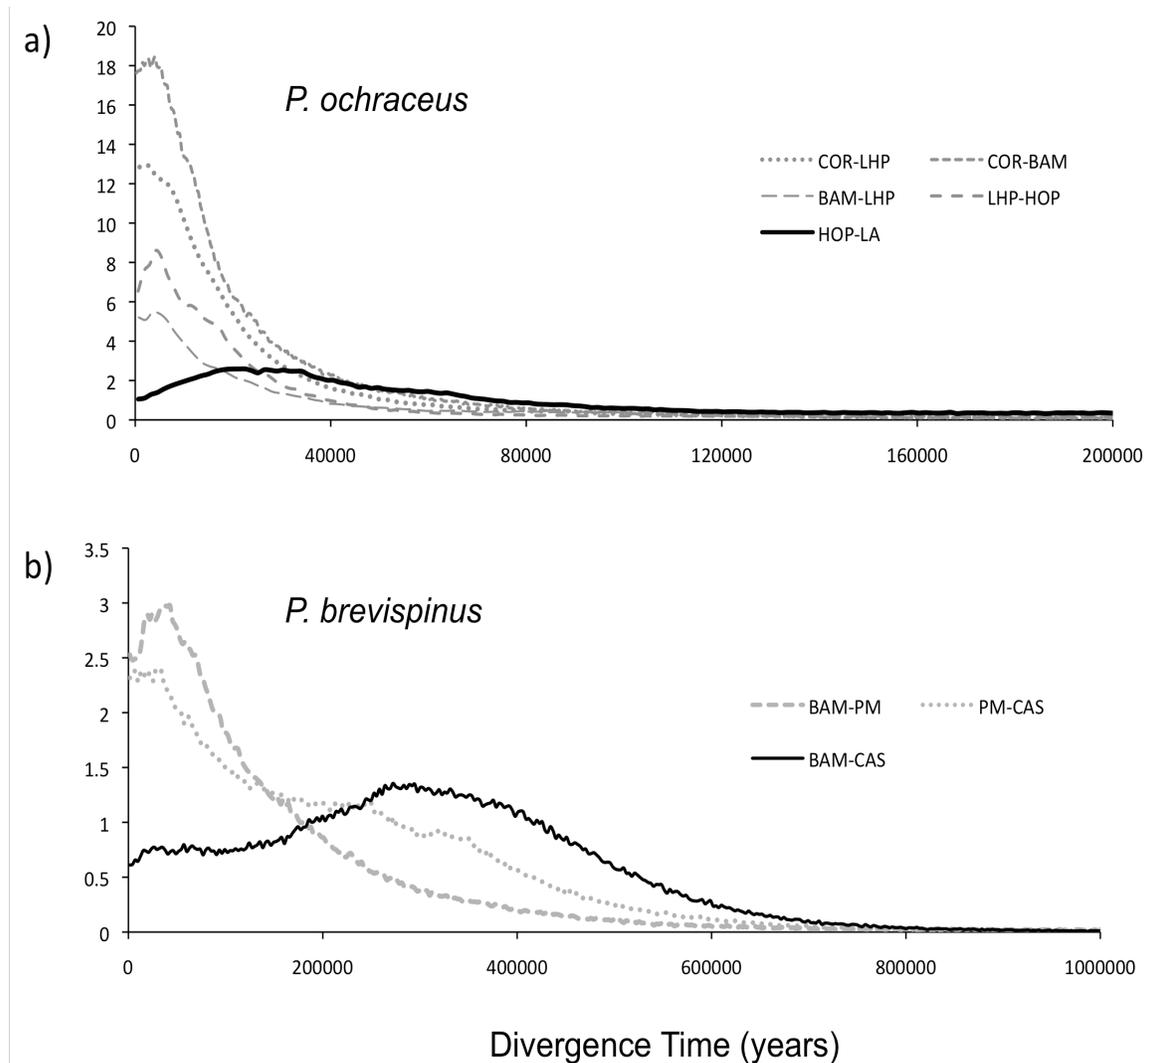 a)
20
18
16
14
12
10
8
6
4
2
0
P. ochraceus
COR-LHP COR-BAM
BAM-LHP LHP-HOP
HOP-LA
0 40000 80000 120000 160000 200000
b)
3.5
3
2.5
2
1.5
1
0.5
0
P. brevispinus
BAM-PM PM-CAS
BAM-CAS
0 200000 400000 600000 800000 1000000
Divergence Time (years)